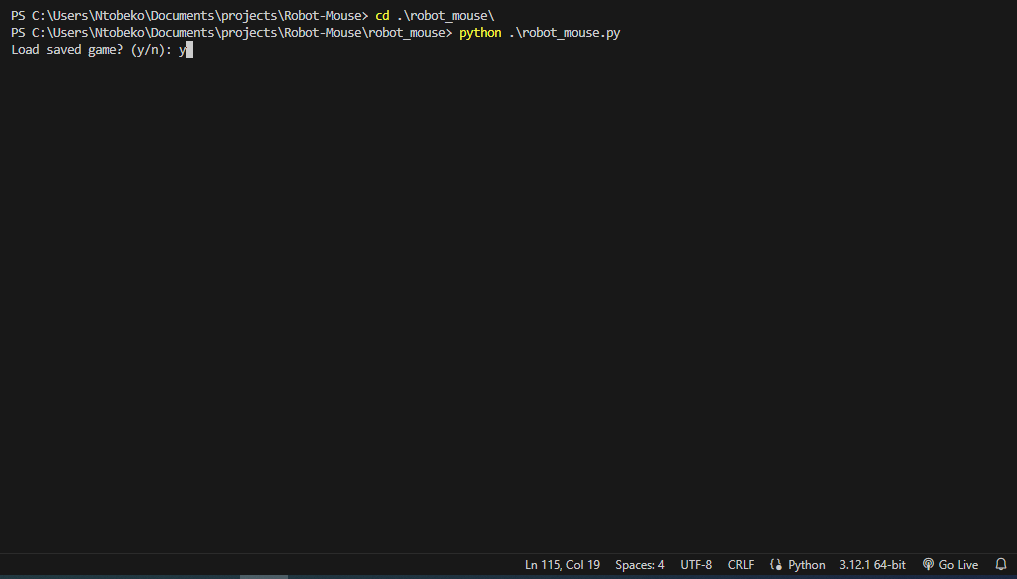 PS C:\Users\Ntobeko\Documents\projects\Robot-Mouse> cd .\robot_mouse\
PS C:\Users\Ntobeko\Documents\projects\Robot-Mouse\robot_mouse> python .\robot_mouse.py
Load saved game? (y/n): y
Ln 115, Col 19 Spaces: 4 UTF-8 CRLF Python 3.12.1 64-bit Go Live